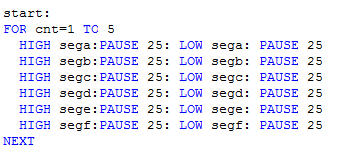 start:
FOR cnt=1 TO 5
  HIGH sega:PAUSE 25: LOW sega: PAUSE 25
  HIGH segb:PAUSE 25: LOW segb: PAUSE 25
  HIGH segc:PAUSE 25: LOW segc: PAUSE 25
  HIGH segd:PAUSE 25: LOW segd: PAUSE 25
  HIGH sege:PAUSE 25: LOW sege: PAUSE 25
  HIGH segf:PAUSE 25: LOW segf: PAUSE 25
NEXT